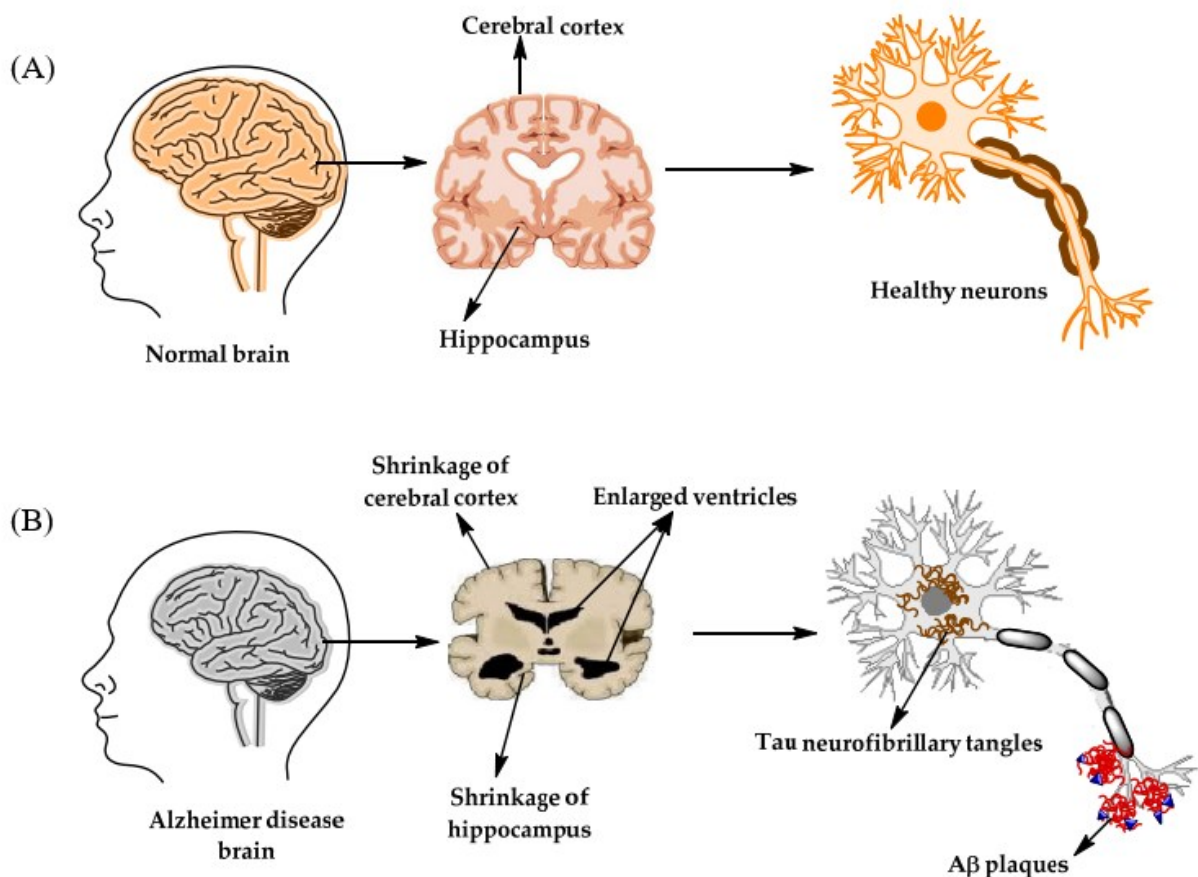 (A)
Cerebral cortex
Normal brain
Hippocampus
Healthy neurons
(B)
Shrinkage of
cerebral cortex
Enlarged ventricles
Alzheimer disease
brain
Shrinkage of
hippocampus
Tau neurofibrillary tangles
Aβ plaques